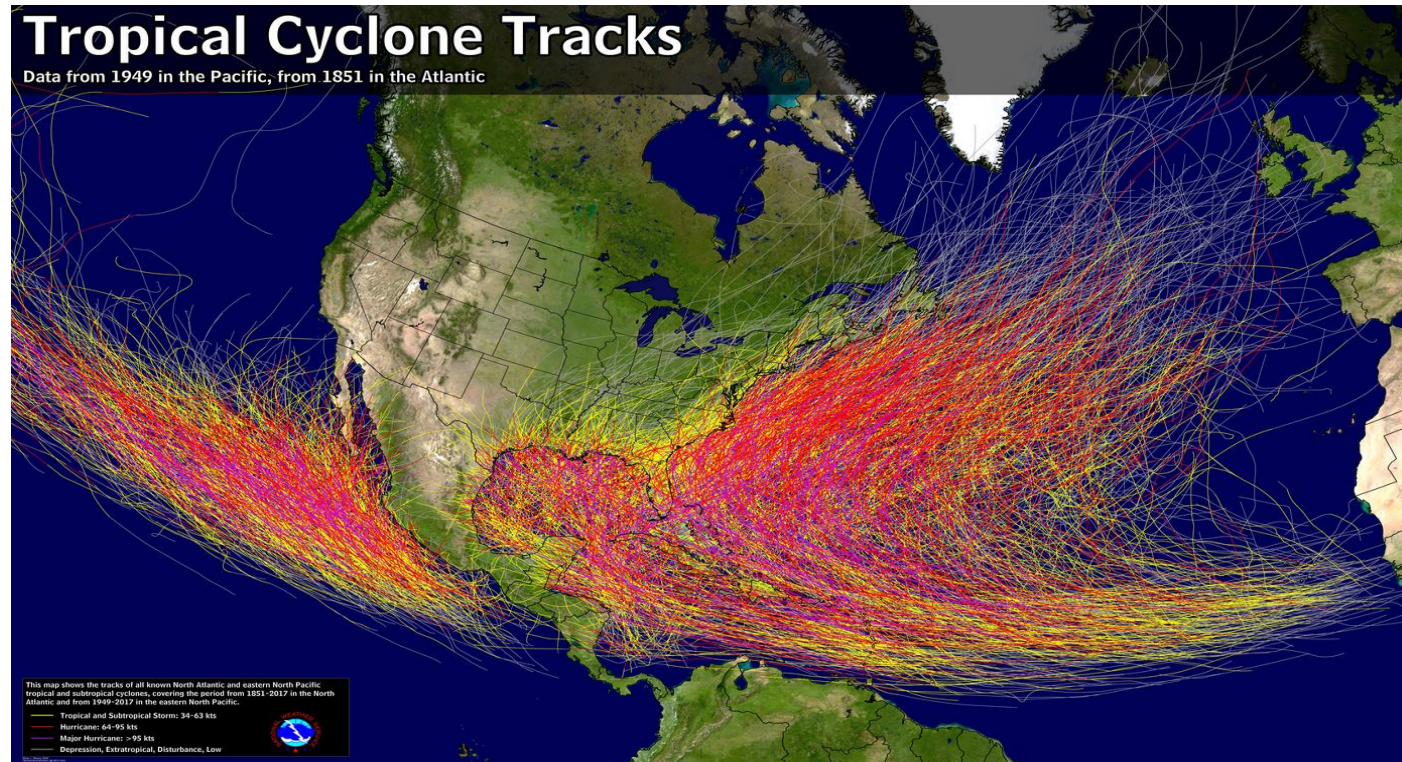 Tropical Cyclone Tracks
Data from 1949 in the Pacific, from 1851 in the Atlantic
This map shows the tracks of all known North Atlantic and eastern North Pacific
tropical and subtropical cyclones, covering the period from 1851-2017 in the North
Atlantic and from 1949-2017 in the eastern North Pacific.
Tropical and Subtropical Storm: 34-63 kts
Hurricane: 64-95 kts
Major Hurricane: >95 kts
Depression, Extratropical, Disturbance, Low
NATIONAL WEATHER SERVICE